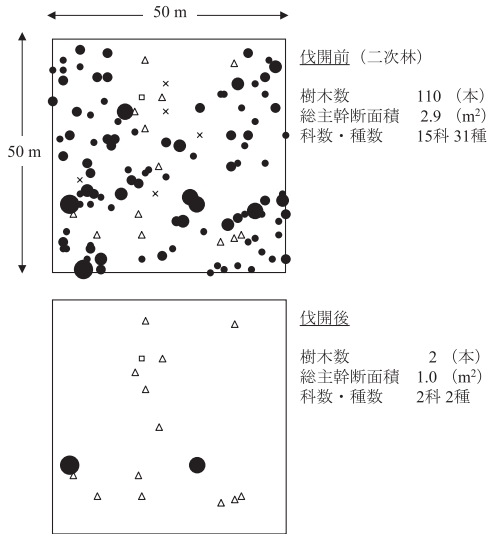 50 m
50 m
伐開前（二次林）
樹木数 110 （本）
総主幹断面積 2.9 （m²）
科数・種数 15科 31種
伐開後
樹木数 2 （本）
総主幹断面積 1.0 （m²）
科数・種数 2科 2種